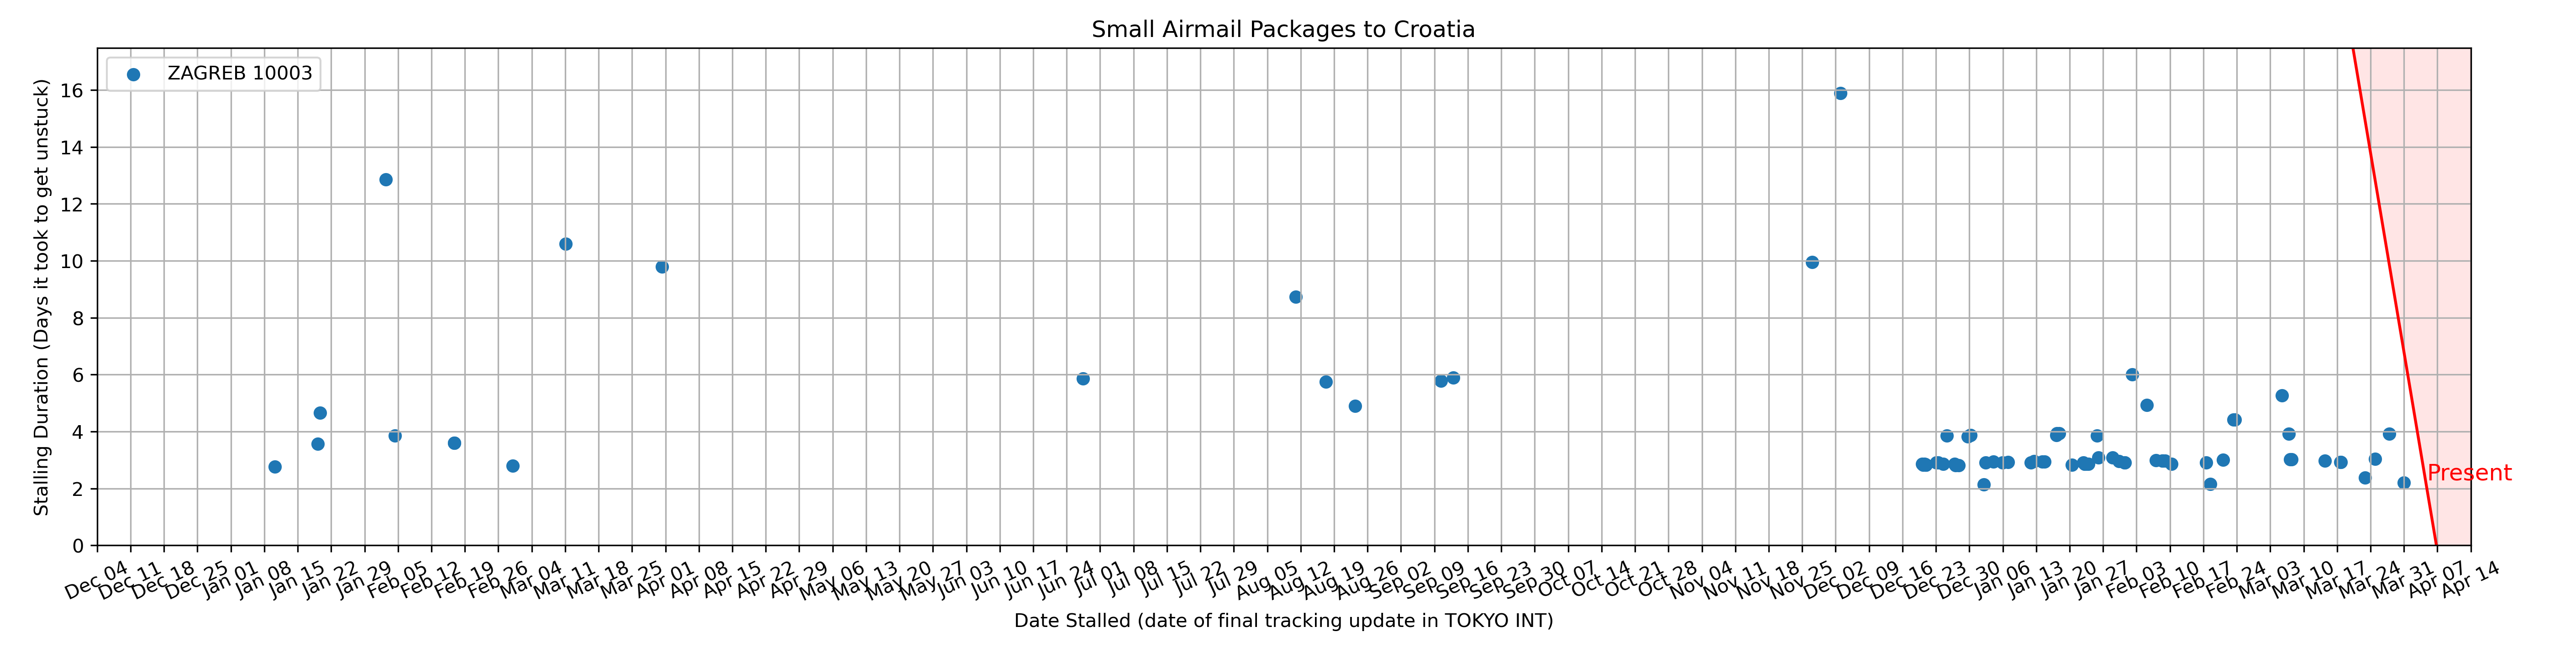 Small Airmail Packages to Croatia
ZAGREB 10003
Stalling Duration (Days it took to get unstuck)
16
14
12
10
8
6
4
2
0
Present
Dec 04 Dec 11 Dec 18 Dec 25 Jan 01 Jan 08 Jan 15 Jan 22 Jan 29 Feb 05 Feb 12 Feb 19 Feb 26 Mar 04 Mar 11 Mar 18 Mar 25 Apr 01 Apr 08 Apr 15 Apr 22 Apr 29 May 06 May 13 May 20 May 27 Jun 03 Jun 10 Jun 17 Jun 24 Jul 01 Jul 08 Jul 15 Jul 22 Jul 29 Aug 05 Aug 12 Aug 19 Aug 26 Sep 02 Sep 09 Sep 16 Sep 23 Sep 30 Oct 07 Oct 14 Oct 21 Oct 28 Nov 04 Nov 11 Nov 18 Nov 25 Dec 02 Dec 09 Dec 16 Dec 23 Dec 30 Jan 06 Jan 13 Jan 20 Jan 27 Feb 03 Feb 10 Feb 17 Feb 24 Mar 03 Mar 10 Mar 17 Mar 24 Mar 31 Apr 07 Apr 14
Date Stalled (date of final tracking update in TOKYO INT)